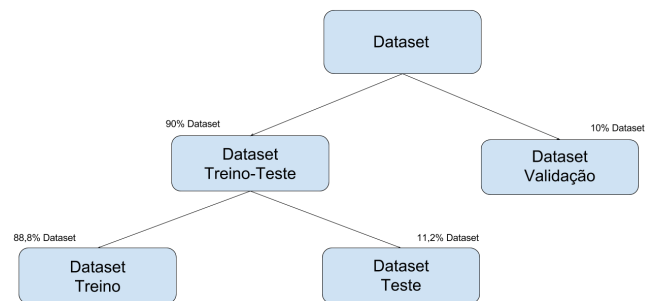 Dataset
90% Dataset
10% Dataset
Dataset
Treino-Teste
Dataset
Validação
88,8% Dataset
11,2% Dataset
Dataset
Treino
Dataset
Teste